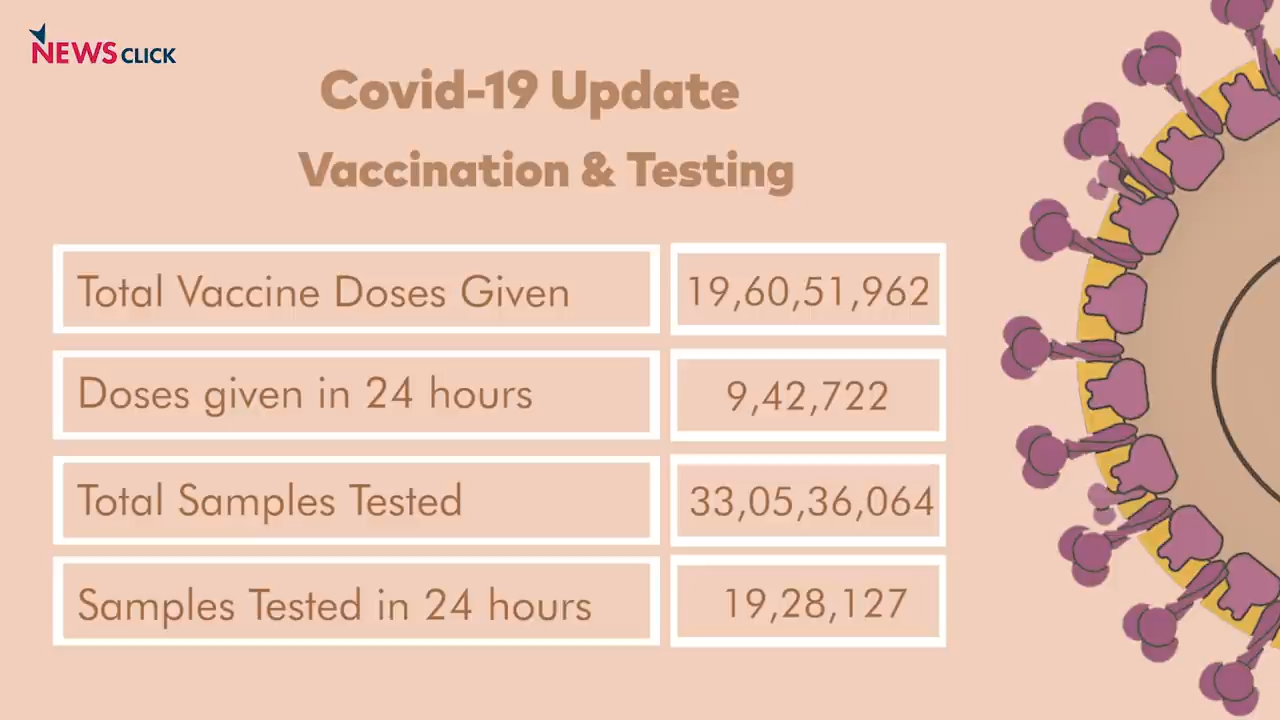 NEWSCLICK
Covid-19 Update
Vaccination & Testing
Total Vaccine Doses Given 19,60,51,962
Doses given in 24 hours 9,42,722
Total Samples Tested 33,05,36,064
Samples Tested in 24 hours 19,28,127